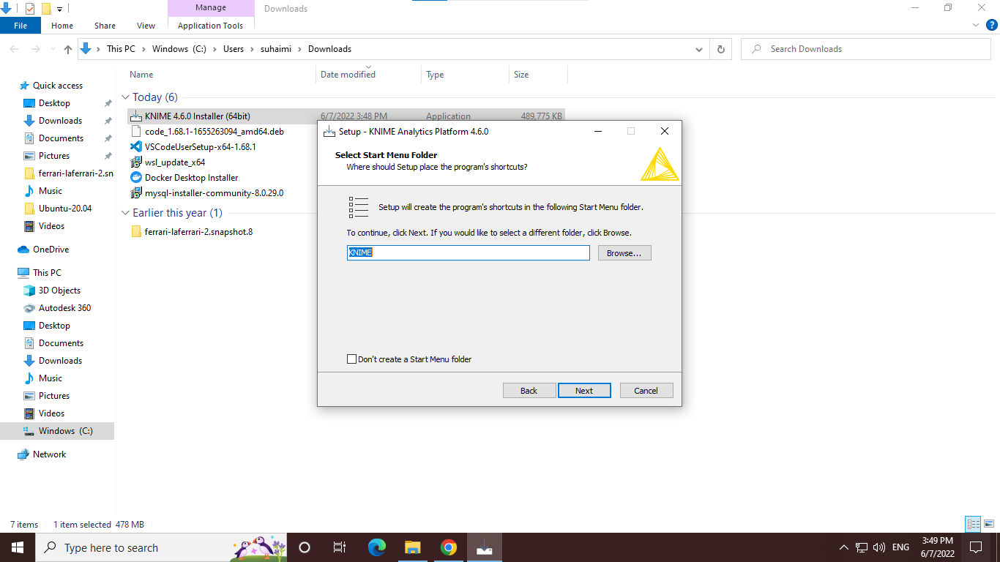 Manage
Downloads
File
Home
Share
View
Application Tools
This PC
Windows (C:)
Users
suhaimi
Downloads
Search Downloads
Name
Date modified
Type
Size
Quick access
Desktop
Downloads
Documents
Pictures
ferrari-laferrari-2.sn
Music
Ubuntu-20.04
Videos
OneDrive
This PC
3D Objects
Autodesk 360
Desktop
Documents
Downloads
Music
Pictures
Videos
Windows (C:)
Network
Today (6)
KNIME 4.6.0 Installer (64bit) 6/7/2022 3:48 PM Application 489,775 KB
code_1.68.1-1655263094_amd64.deb
VSCodeUserSetup-x64-1.68.1
wsl_update_x64
Docker Desktop Installer
mysql-installer-community-8.0.29.0
Earlier this year (1)
ferrari-laferrari-2.snapshot.8
Setup - KNIME Analytics Platform 4.6.0
Select Start Menu Folder
Where should Setup place the program's shortcuts?
Setup will create the program's shortcuts in the following Start Menu folder.
To continue, click Next. If you would like to select a different folder, click Browse.
KNIME
Browse...
Don't create a Start Menu folder
Back
Next
Cancel
7 items
1 item selected 478 MB
Type here to search
ENG
3:49 PM
6/7/2022